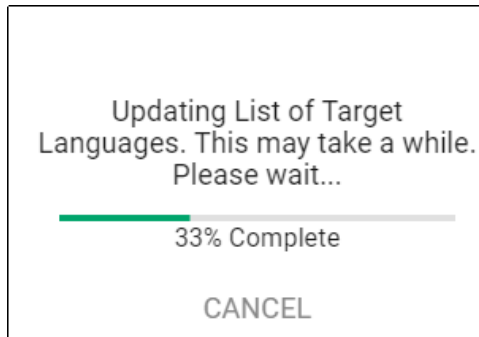 Updating List of Target
Languages. This may take a while.
Please wait...
33% Complete
CANCEL